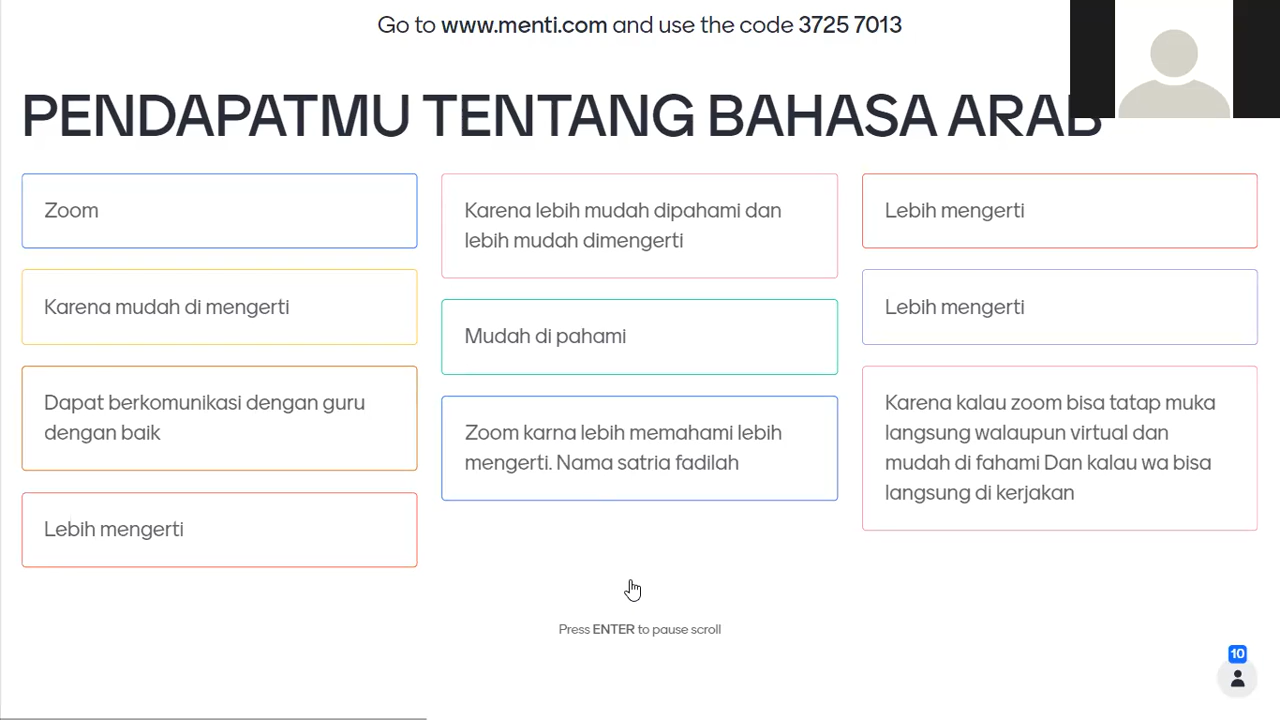 Go to www.menti.com and use the code 3725 7013
PENDAPATMU TENTANG BAHASA ARAB
Zoom
Karena mudah di mengerti
Dapat berkomunikasi dengan guru
dengan baik
Lebih mengerti
Karena lebih mudah dipahami dan
lebih mudah dimengerti
Mudah di pahami
Zoom karna lebih memahami lebih
mengerti. Nama satria fadilah
Lebih mengerti
Lebih mengerti
Karena kalau zoom bisa tatap muka
langsung walaupun virtual dan
mudah di fahami Dan kalau wa bisa
langsung di kerjakan
Press ENTER to pause scroll
10